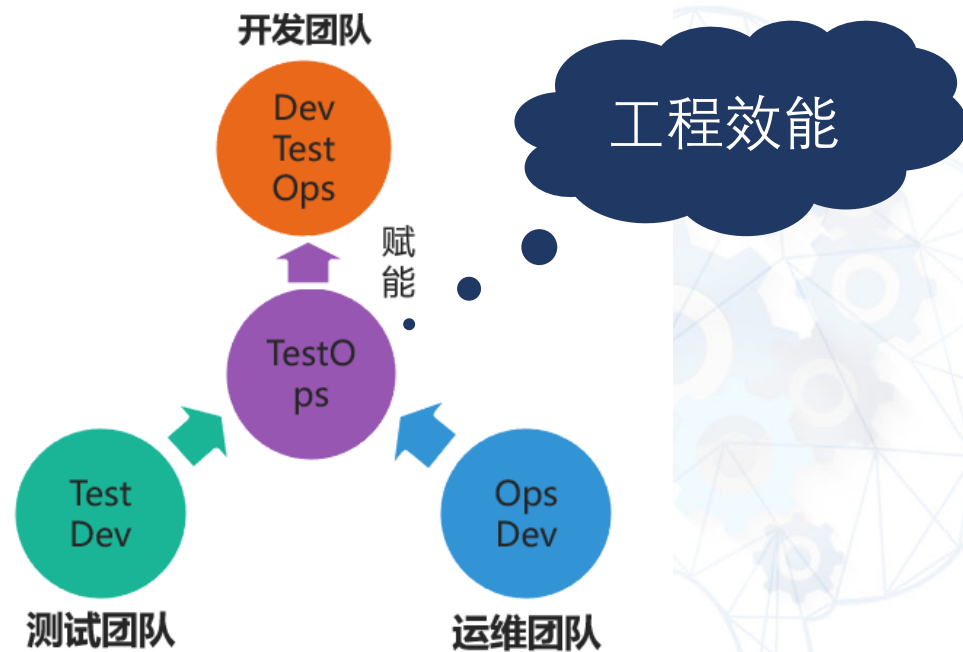 开发团队
Dev
Test
Ops
工程效能
赋
能
TestO
ps
Test
Dev
Ops
Dev
测试团队
运维团队